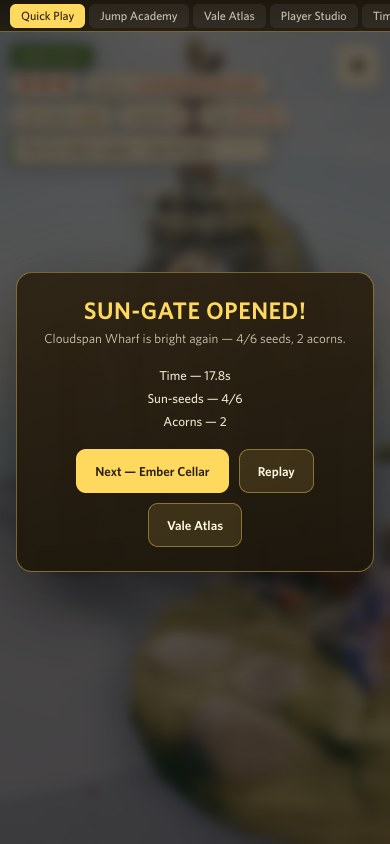 Quick Play Jump Academy Vale Atlas Player Studio
SUN-GATE OPENED!
Cloudspan Wharf is bright again — 4/6 seeds, 2 acorns.
Time — 17.8s
Sun-seeds — 4/6
Acorns — 2
Next — Ember Cellar Replay
Vale Atlas